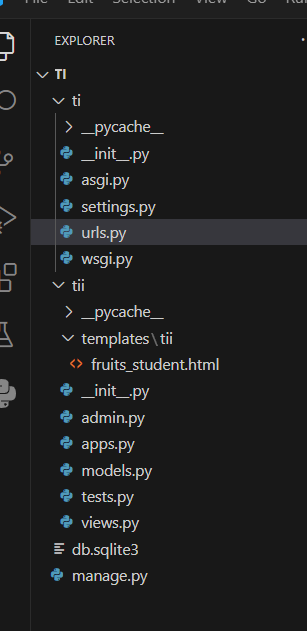 File Edit Selection View Go Run
EXPLORER
TI
ti
__pycache__
__init__.py
asgi.py
settings.py
urls.py
wsgi.py
tii
__pycache__
templates\tii
fruits_student.html
__init__.py
admin.py
apps.py
models.py
tests.py
views.py
db.sqlite3
manage.py